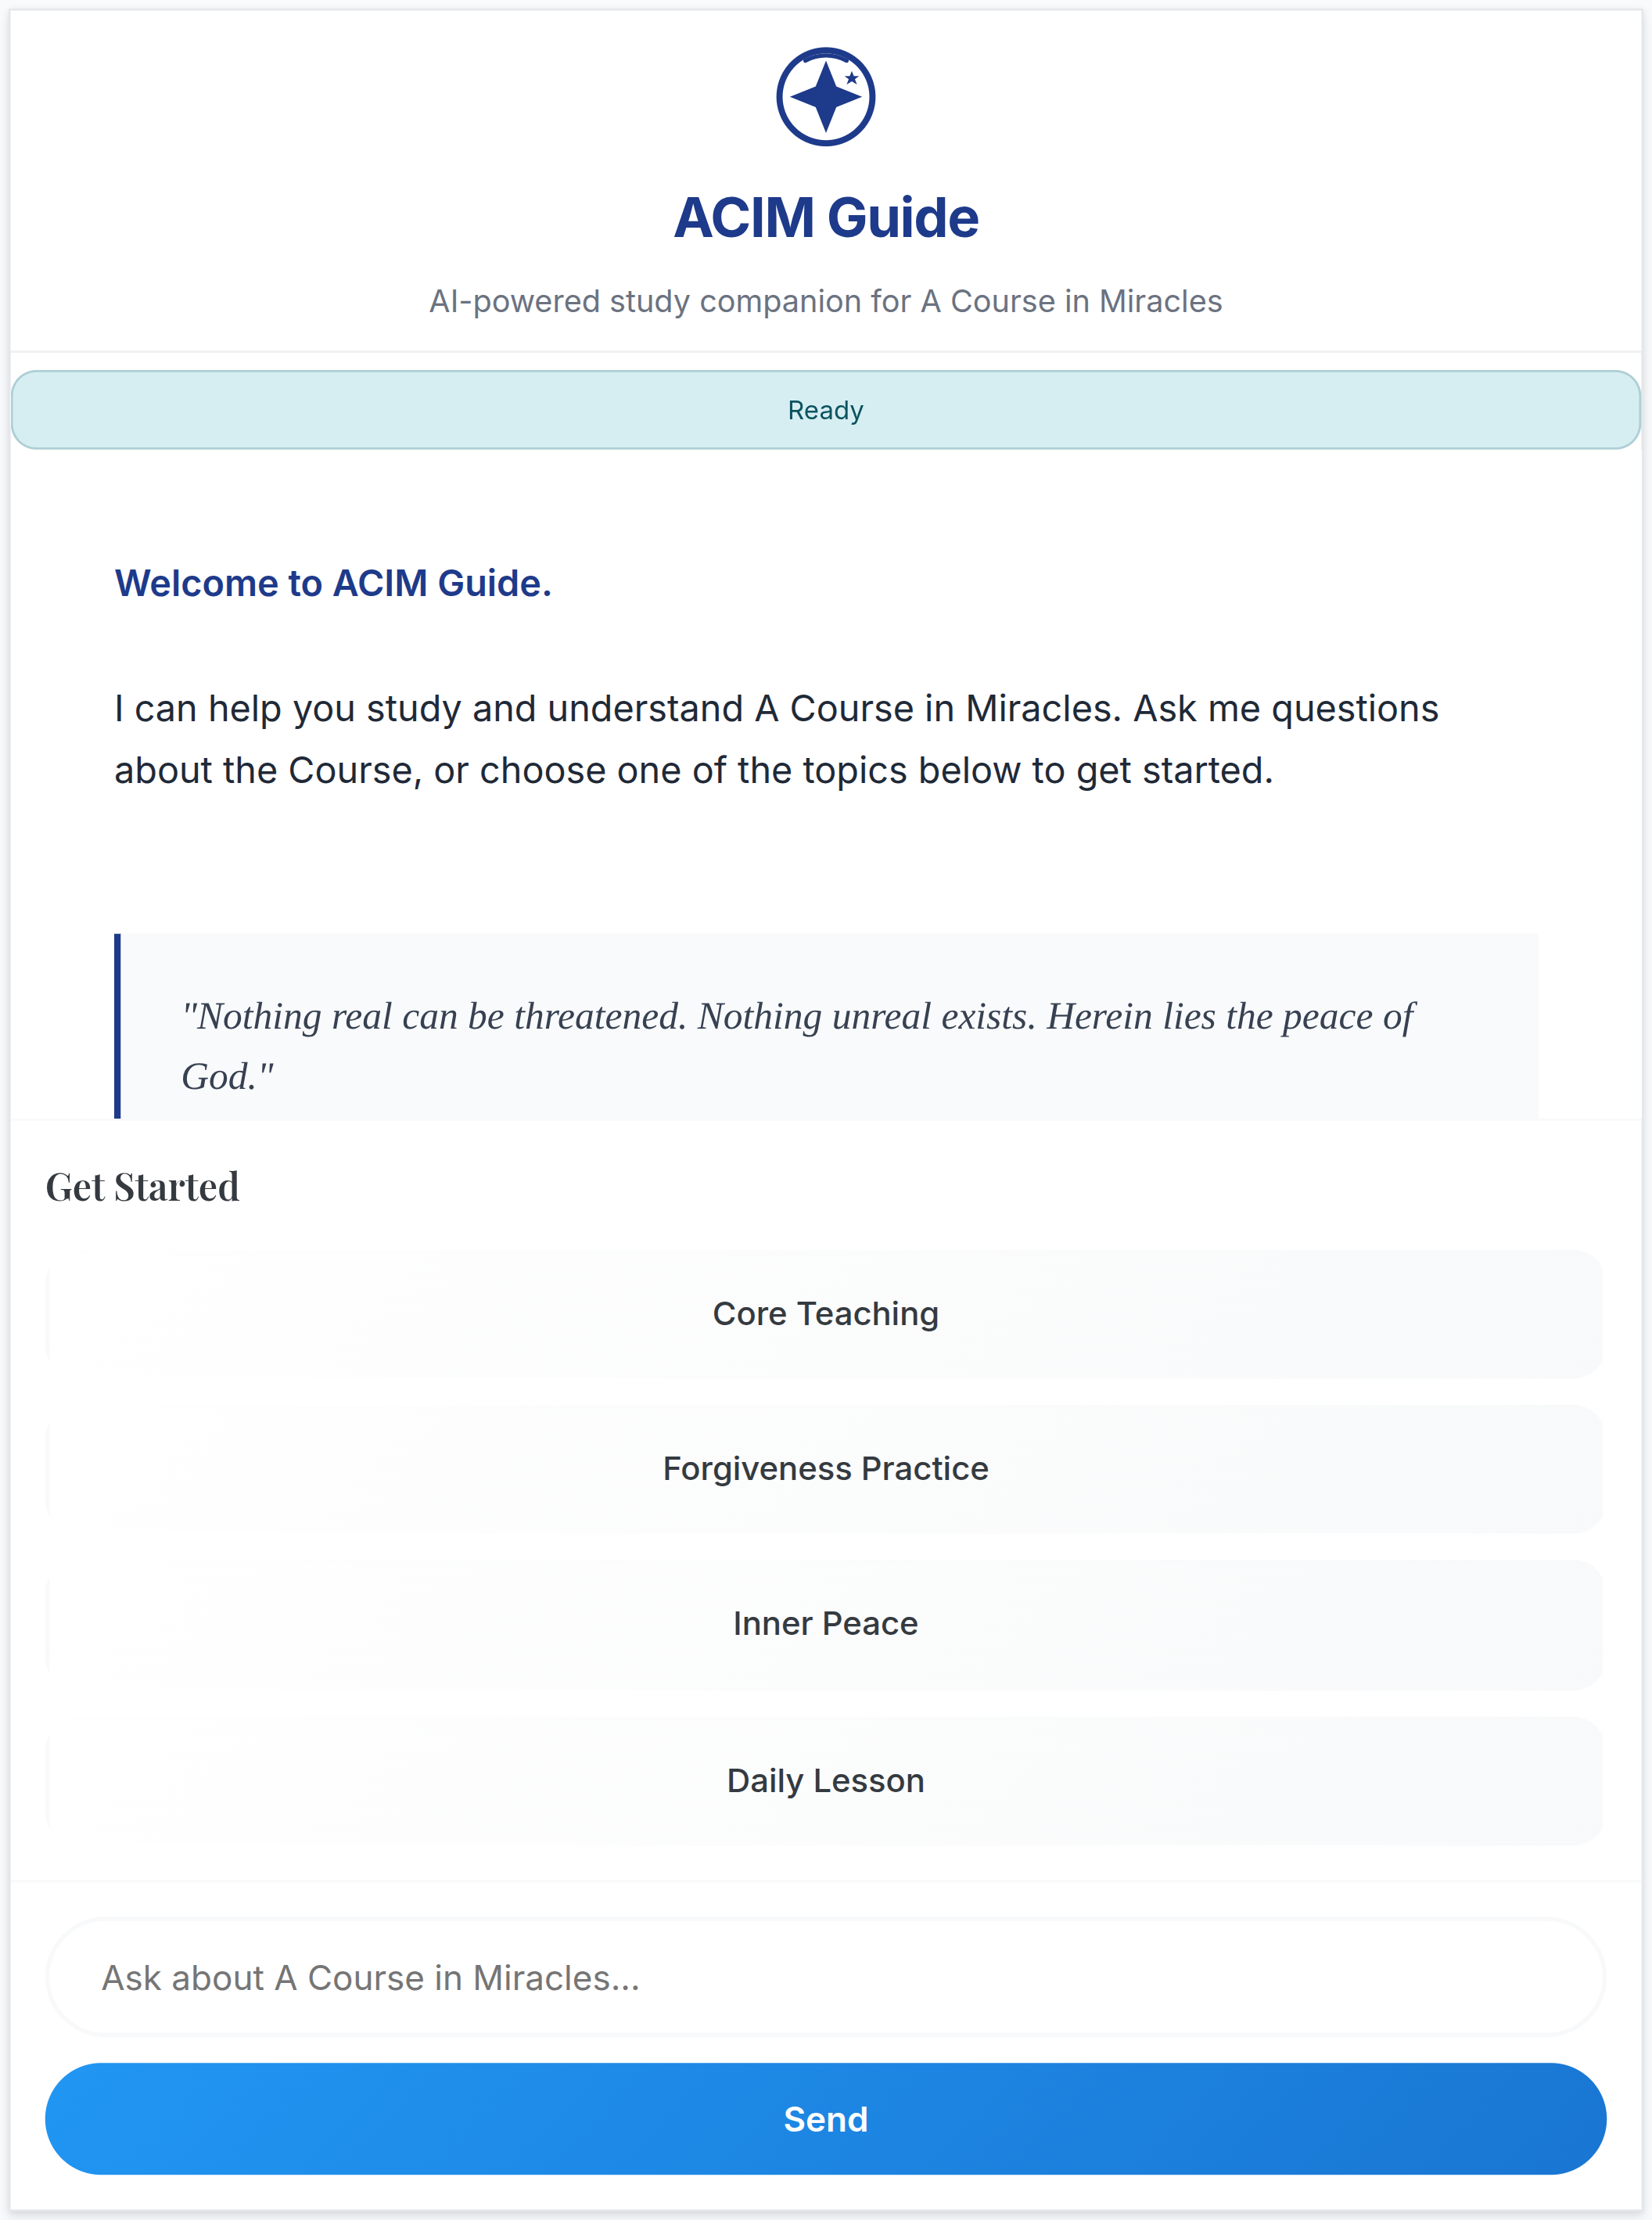 ACIM Guide
AI-powered study companion for A Course in Miracles
Ready
Welcome to ACIM Guide.
I can help you study and understand A Course in Miracles. Ask me questions
about the Course, or choose one of the topics below to get started.
"Nothing real can be threatened. Nothing unreal exists. Herein lies the peace of
God."
Get Started
Core Teaching
Forgiveness Practice
Inner Peace
Daily Lesson
Ask about A Course in Miracles...
Send